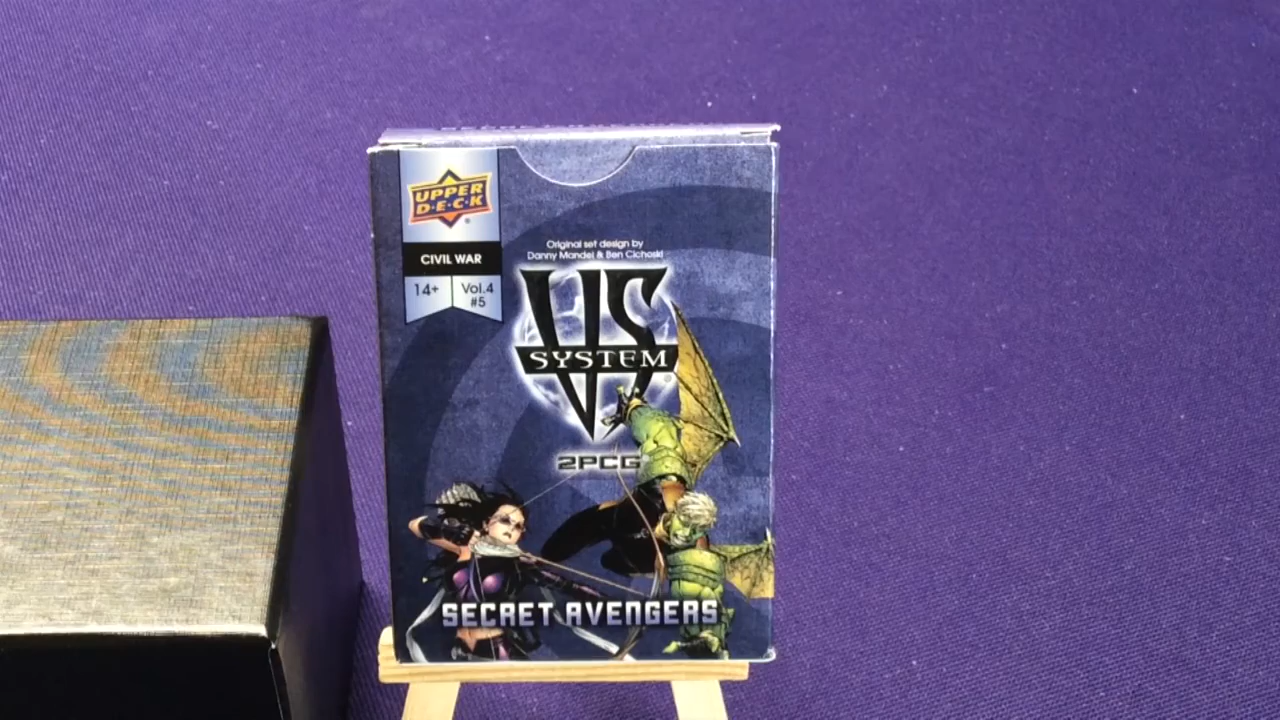 UPPER
D·E·C·K
CIVIL WAR
14+
Vol.4
#5
Original set design by
Danny Mandel & Ben Cichoski
VS
SYSTEM
2PCG
SECRET AVENGERS